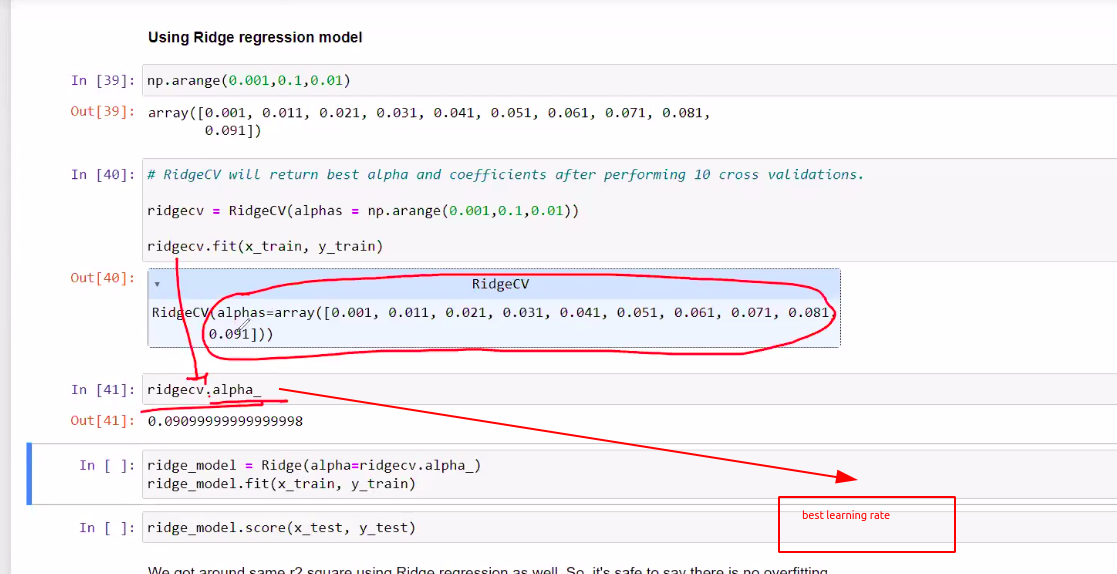 Using Ridge regression model
In [39]: np.arange(0.001,0.1,0.01)
Out[39]: array([0.001, 0.011, 0.021, 0.031, 0.041, 0.051, 0.061, 0.071, 0.081,
0.091])
In [40]: # RidgeCV will return best alpha and coefficients after performing 10 cross validations.
ridgecv = RidgeCV(alphas = np.arange(0.001,0.1,0.01))
ridgecv.fit(x_train, y_train)
Out[40]: RidgeCV
RidgeCV(alphas=array([0.001, 0.011, 0.021, 0.031, 0.041, 0.051, 0.061, 0.071, 0.081,
0.091]))
In [41]: ridgecv.alpha_
Out[41]: 0.09099999999999998
In [ ]: ridge_model = Ridge(alpha=ridgecv.alpha_)
ridge_model.fit(x_train, y_train)
best learning rate
In [ ]: ridge_model.score(x_test, y_test)
We got around same r2 square using Ridge regression as well. So, it's safe to say there is no overfitting.